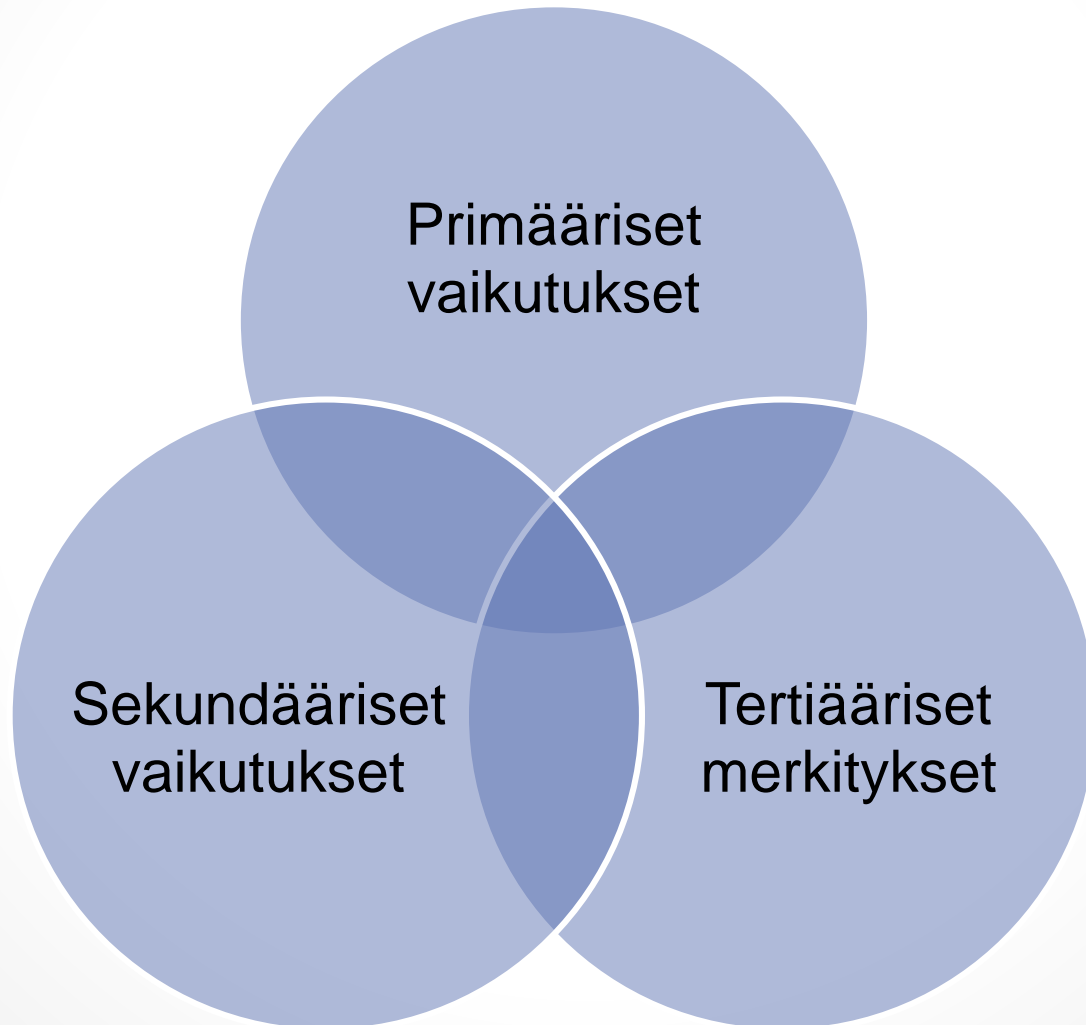 Primääriset
vaikutukset
Sekundääriset
vaikutukset
Tertiääriset
merkitykset